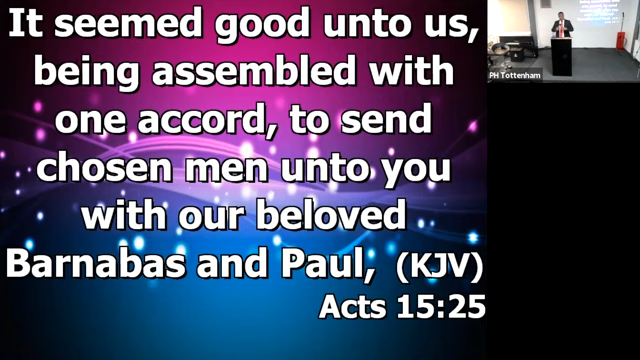 It seemed good unto us,
being assembled with
one accord, to send
chosen men unto you
with our beloved
Barnabas and Paul, (KJV)
Acts 15:25
PH Tottenham